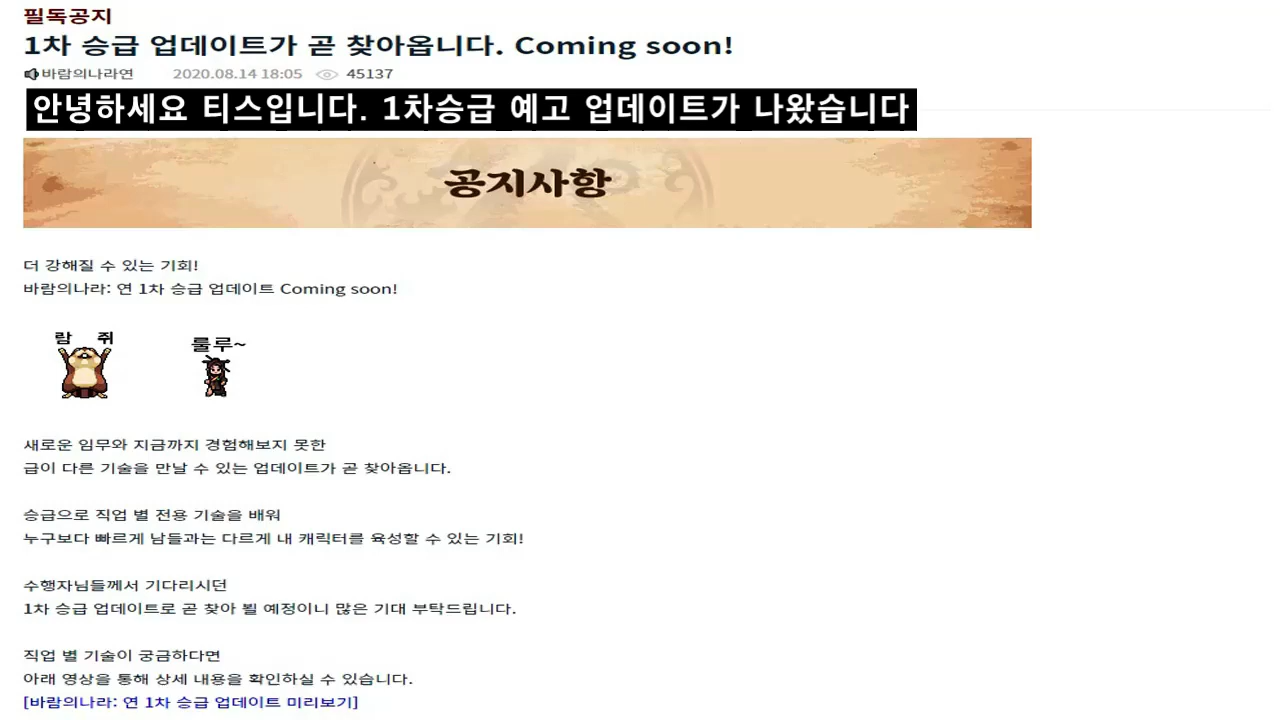 필독공지
1차 승급 업데이트가 곧 찾아옵니다. Coming soon!
바람의나라연 2020.08.14 18:05 45137
안녕하세요 티스입니다. 1차승급 예고 업데이트가 나왔습니다
공지사항
더 강해질 수 있는 기회!
바람의나라: 연 1차 승급 업데이트 Coming soon!
람 쥐 룰루~
새로운 임무와 지금까지 경험해보지 못한
급이 다른 기술을 만날 수 있는 업데이트가 곧 찾아옵니다.
승급으로 직업 별 전용 기술을 배워
누구보다 빠르게 남들과는 다르게 내 캐릭터를 육성할 수 있는 기회!
수행자님들께서 기다리시던
1차 승급 업데이트로 곧 찾아 뵐 예정이니 많은 기대 부탁드립니다.
직업 별 기술이 궁금하다면
아래 영상을 통해 상세 내용을 확인하실 수 있습니다.
[바람의나라: 연 1차 승급 업데이트 미리보기]